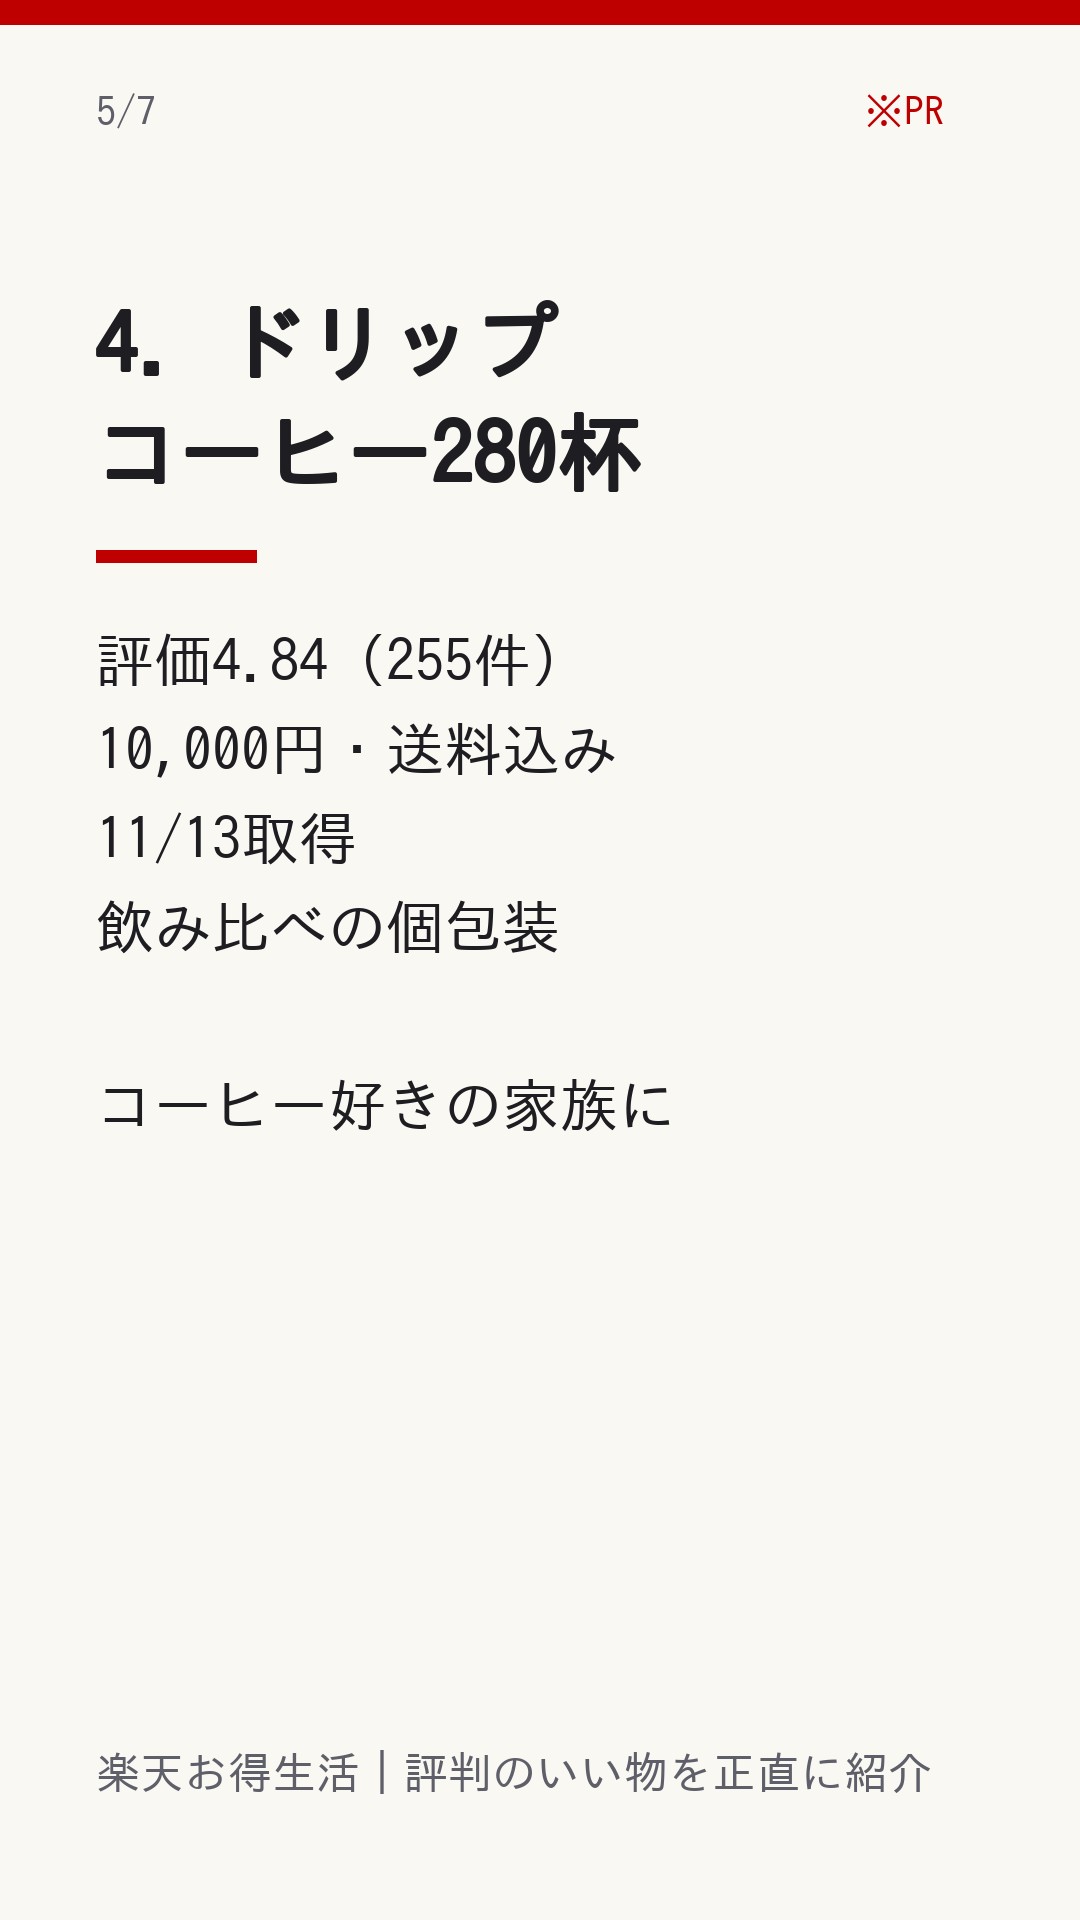 5/7
※PR
4. ドリップ
コーヒー280杯
評価4.84（255件）
10,000円・送料込み
11/13取得
飲み比べの個包装
コーヒー好きの家族に
楽天お得生活｜評判のいい物を正直に紹介